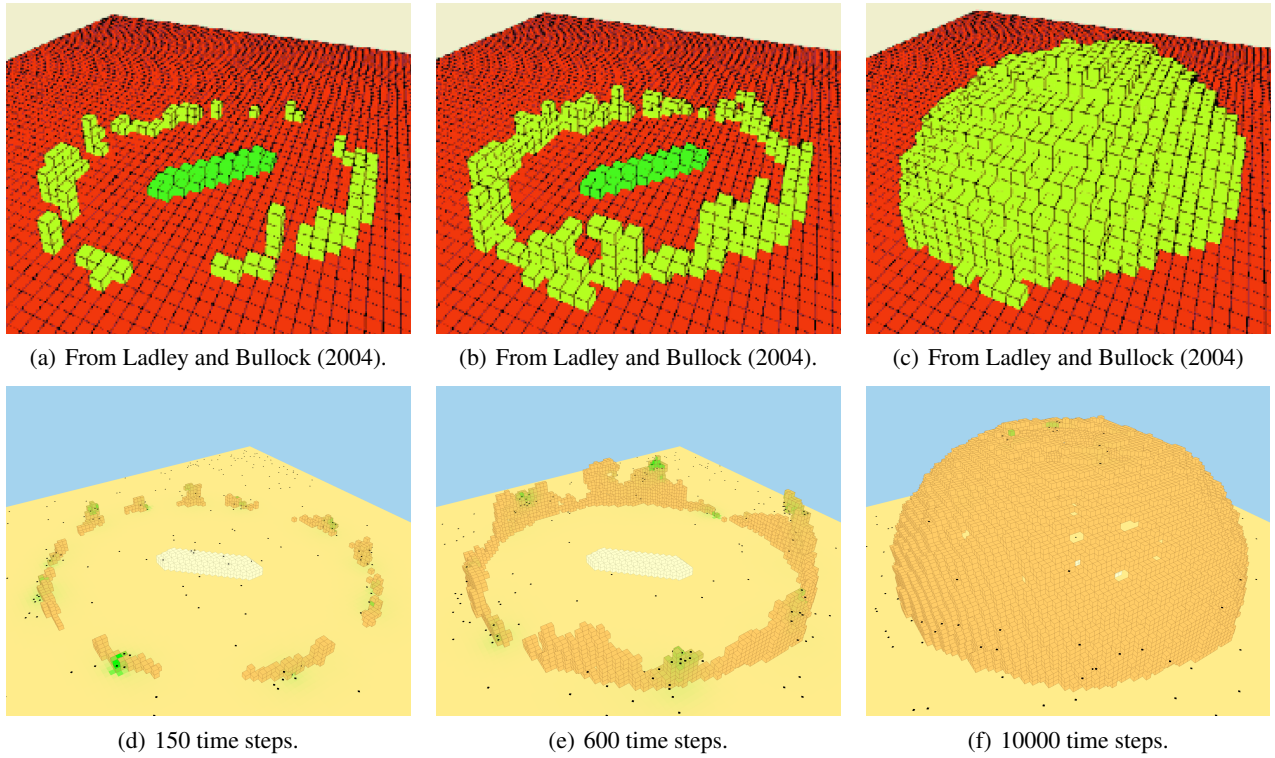 (a) From Ladley and Bullock (2004).
(b) From Ladley and Bullock (2004).
(c) From Ladley and Bullock (2004)
(d) 150 time steps.
(e) 600 time steps.
(f) 10000 time steps.